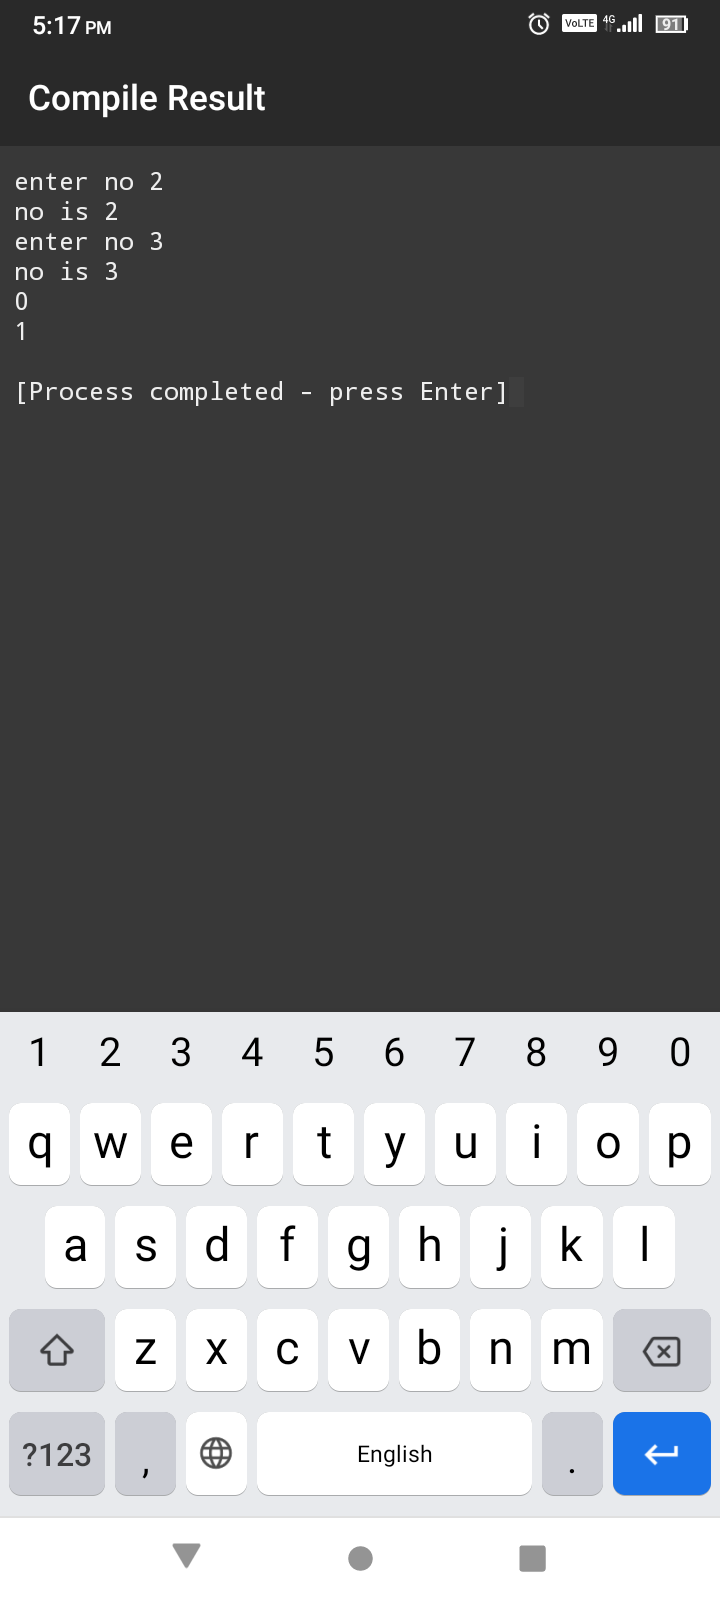 5:17 PM VoLTE 4G 91
Compile Result
enter no 2
no is 2
enter no 3
no is 3
0
1
[Process completed - press Enter]
1 2 3 4 5 6 7 8 9 0
q w e r t y u i o p
a s d f g h j k l
z x c v b n m
?123 , English .